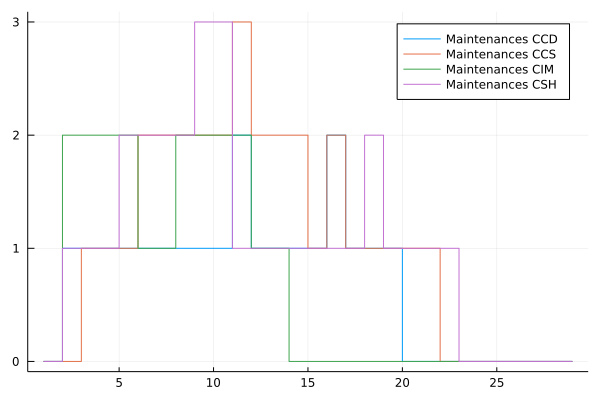 3
Maintenances CCD
Maintenances CCS
Maintenances CIM
Maintenances CSH
2
1
0
5 10 15 20 25